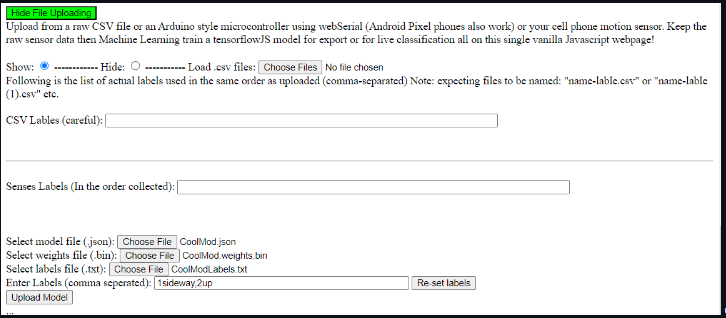 Hide File Uploading
Upload from a raw CSV file or an Arduino style microcontroller using webSerial (Android Pixel phones also work) or your cell phone motion sensor. Keep the
raw sensor data then Machine Learning train a tensorflowJS model for export or for live classification all on this single vanilla Javascript webpage!
Show: ------------ Hide: ----------- Load .csv files: Choose Files No file chosen
Following is the list of actual labels used in the same order as uploaded (comma-separated) Note: expecting files to be named: "name-lable.csv" or "name-lable
(1).csv" etc.
CSV Lables (careful):
Senses Labels (In the order collected):
Select model file (.json): Choose File CoolMod.json
Select weights file (.bin): Choose File CoolMod.weights.bin
Select labels file (.txt): Choose File CoolModLabels.txt
Enter Labels (comma seperated): 1sideway,2up Re-set labels
Upload Model
...